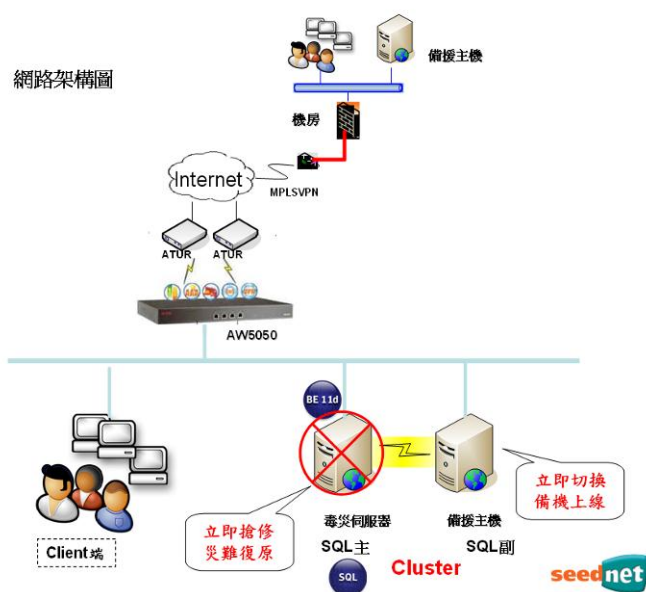 備援主機
網路架構圖
機房
Internet
MPLSVPN
ATUR
ATUR
AW5050
BE 11d
立即切換
備機上線
立即搶修
災難復原
毒災伺服器
備援主機
Client端
SQL主
SQL副
SQL
Cluster
seednet